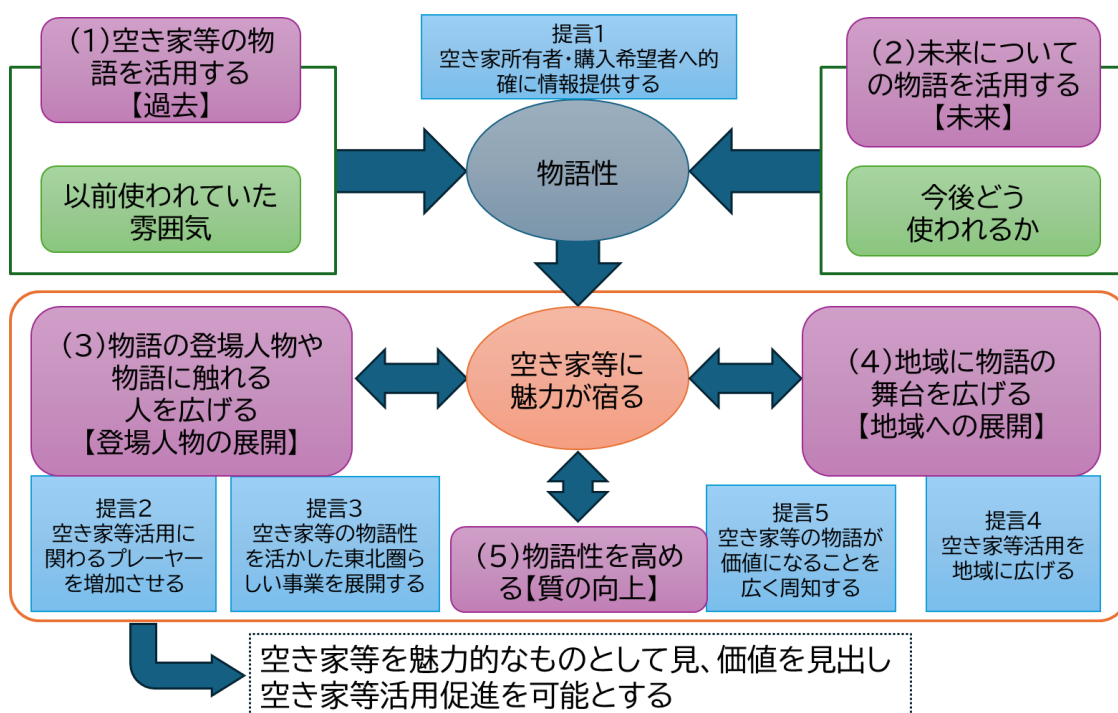 (1)空き家等の物
語を活用する
【過去】
以前使われていた
雰囲気
提言1
空き家所有者・購入希望者へ的
確に情報提供する
物語性
(2)未来について
の物語を活用する
【未来】
今後どう
使われるか
(3)物語の登場人物や
物語に触れる
人を広げる
【登場人物の展開】
空き家等に
魅力が宿る
(4)地域に物語の
舞台を広げる
【地域への展開】
提言2
空き家等活用に
関わるプレーヤー
を増加させる
提言3
空き家等の物語性
を活かした東北圏ら
しい事業を展開する
(5)物語性を高め
る【質の向上】
提言5
空き家等の物語が
価値になることを
広く周知する
提言4
空き家等活用を
地域に広げる
空き家等を魅力的なものとして見、価値を見出し
空き家等活用促進を可能とする